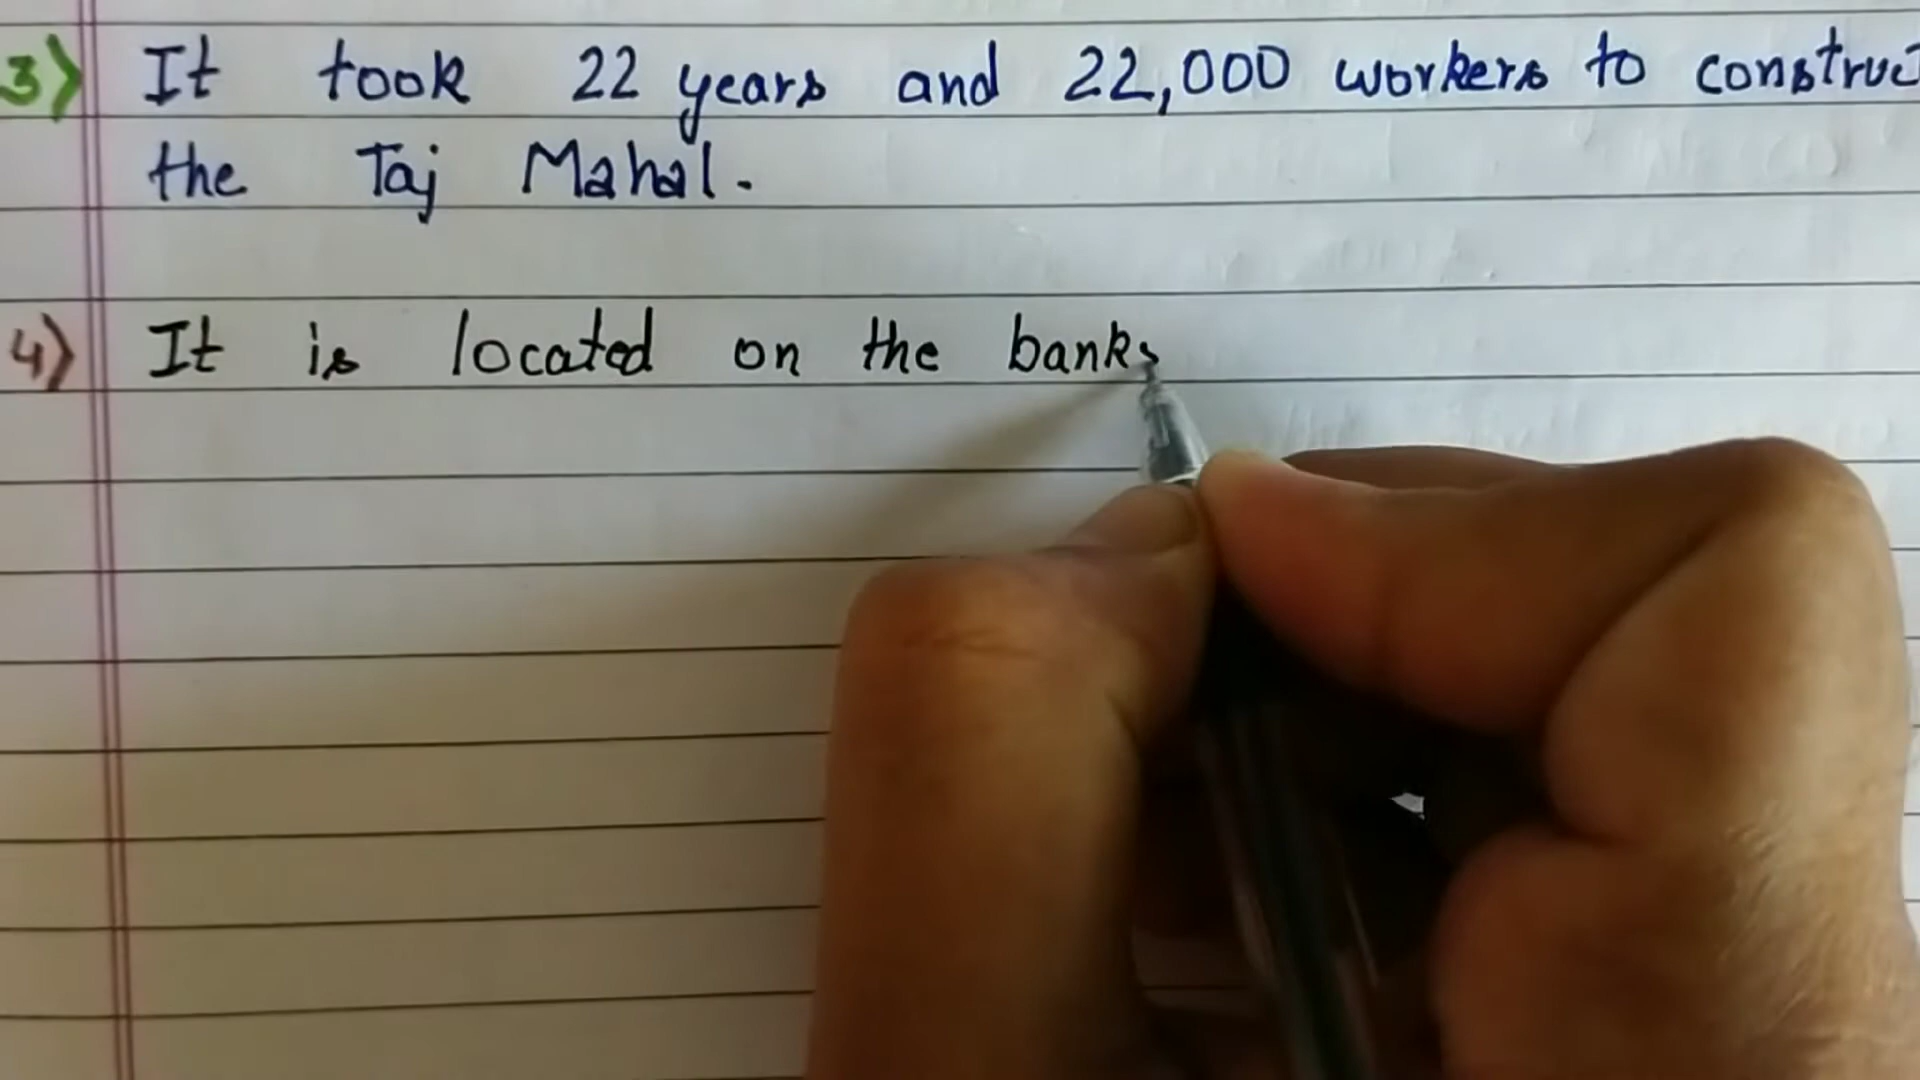 3) It took 22 years and 22,000 workers to construct
the Taj Mahal.
4) It is located on the banks